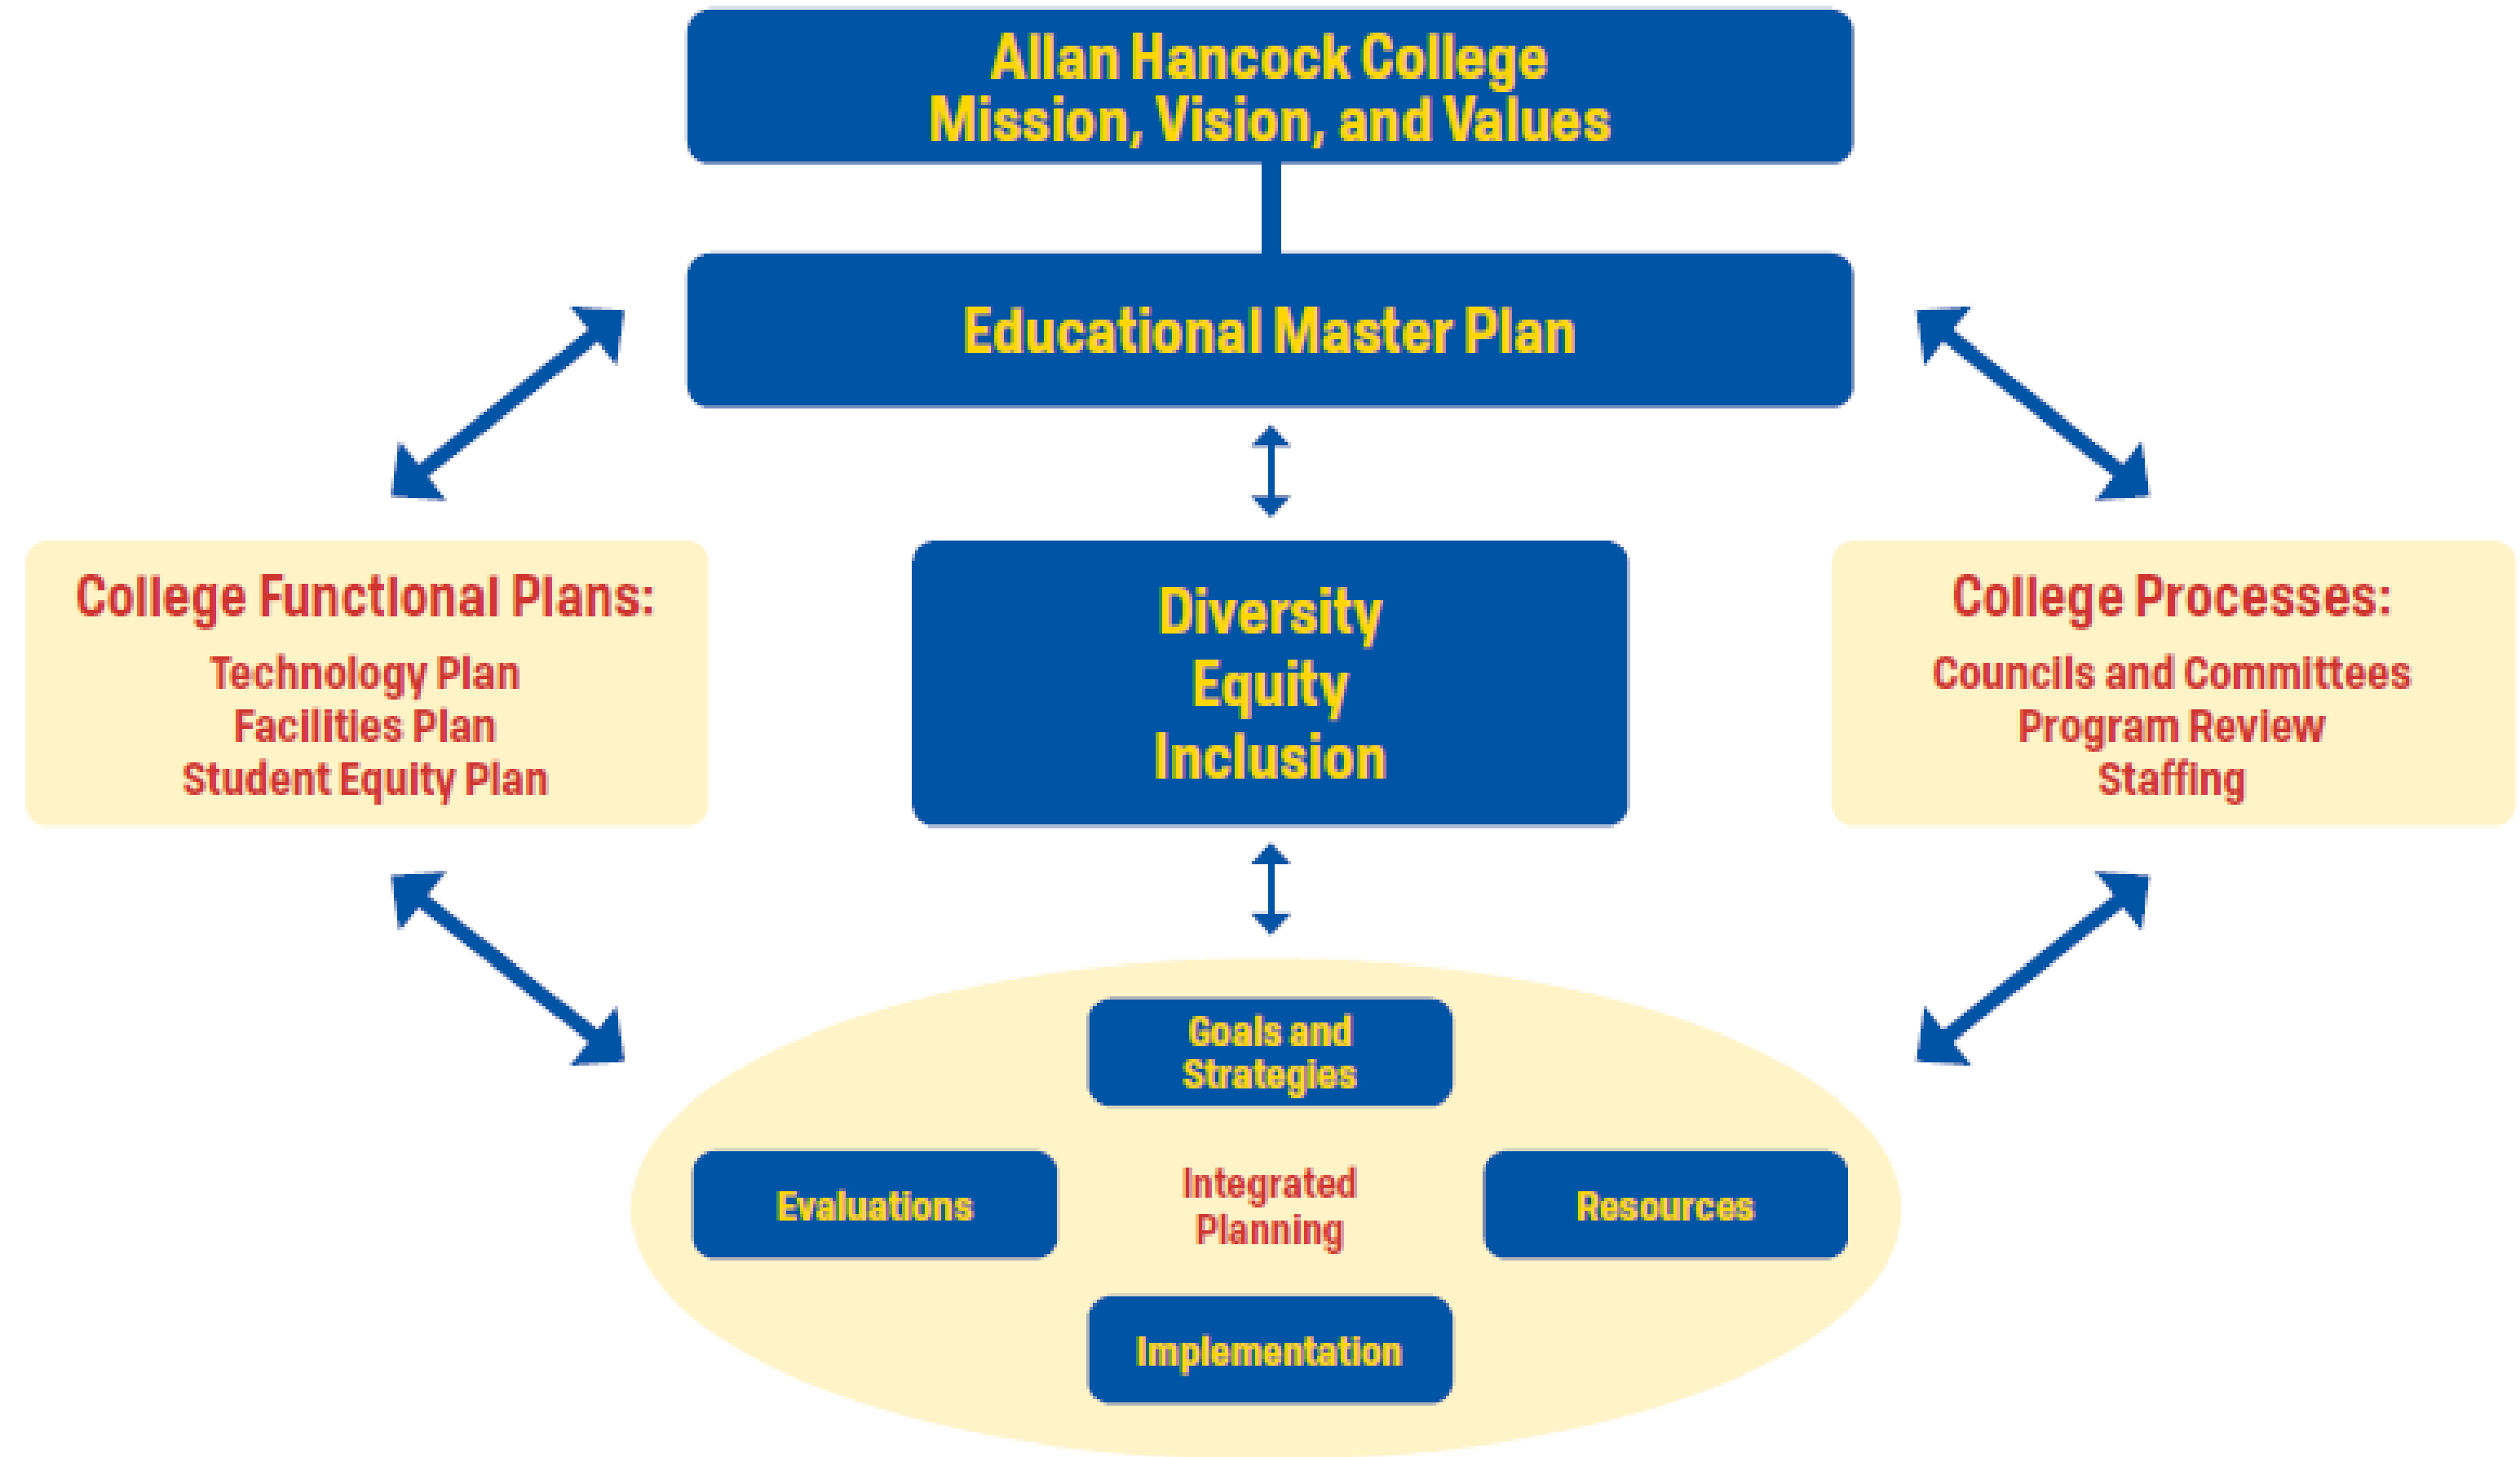 Allan Hancock College
Mission, Vision, and Values
Educational Master Plan
College Functional Plans:
Technology Plan
Facilities Plan
Student Equity Plan
Diversity
Equity
Inclusion
College Processes:
Councils and Committees
Program Review
Staffing
Goals and
Strategies
Evaluations
Integrated
Planning
Resources
Implementation